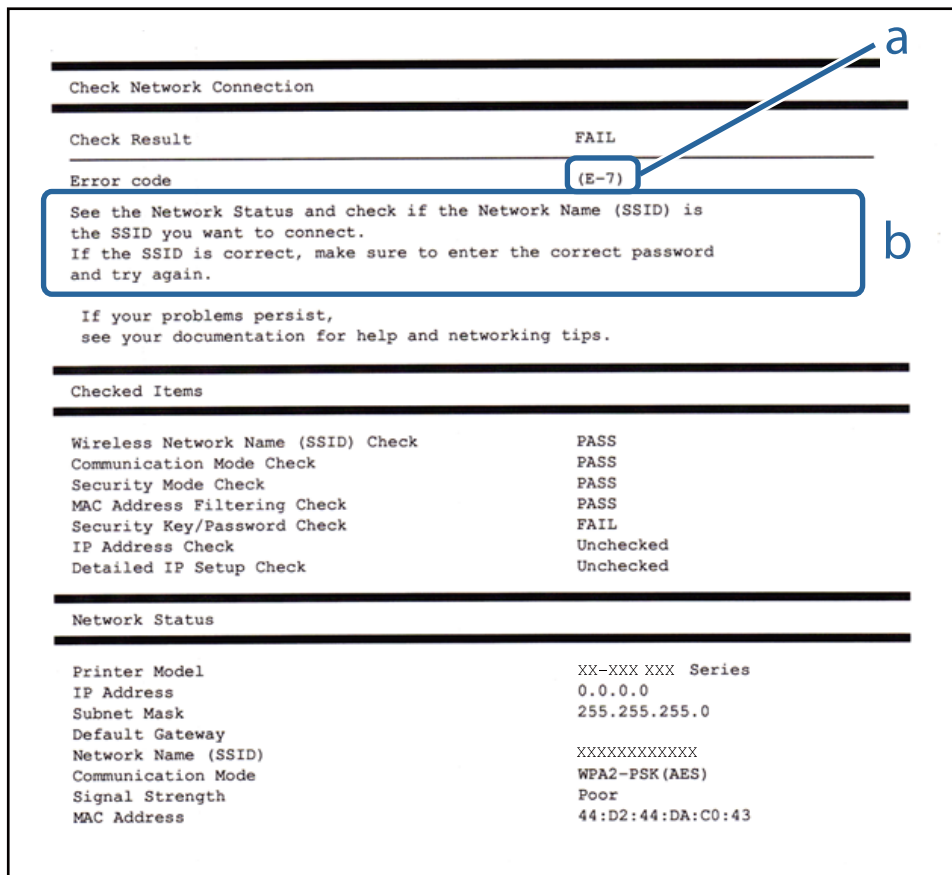 a
Check Network Connection
Check Result FAIL
Error code (E-7)
See the Network Status and check if the Network Name (SSID) is
the SSID you want to connect.
If the SSID is correct, make sure to enter the correct password
and try again.
b
If your problems persist,
see your documentation for help and networking tips.
Checked Items
Wireless Network Name (SSID) Check PASS
Communication Mode Check PASS
Security Mode Check PASS
MAC Address Filtering Check PASS
Security Key/Password Check FAIL
IP Address Check Unchecked
Detailed IP Setup Check Unchecked
Network Status
Printer Model XX-XXX XXX Series
IP Address 0.0.0.0
Subnet Mask 255.255.255.0
Default Gateway
Network Name (SSID) XXXXXXXXXXXX
Communication Mode WPA2-PSK(AES)
Signal Strength Poor
MAC Address 44:D2:44:DA:C0:43